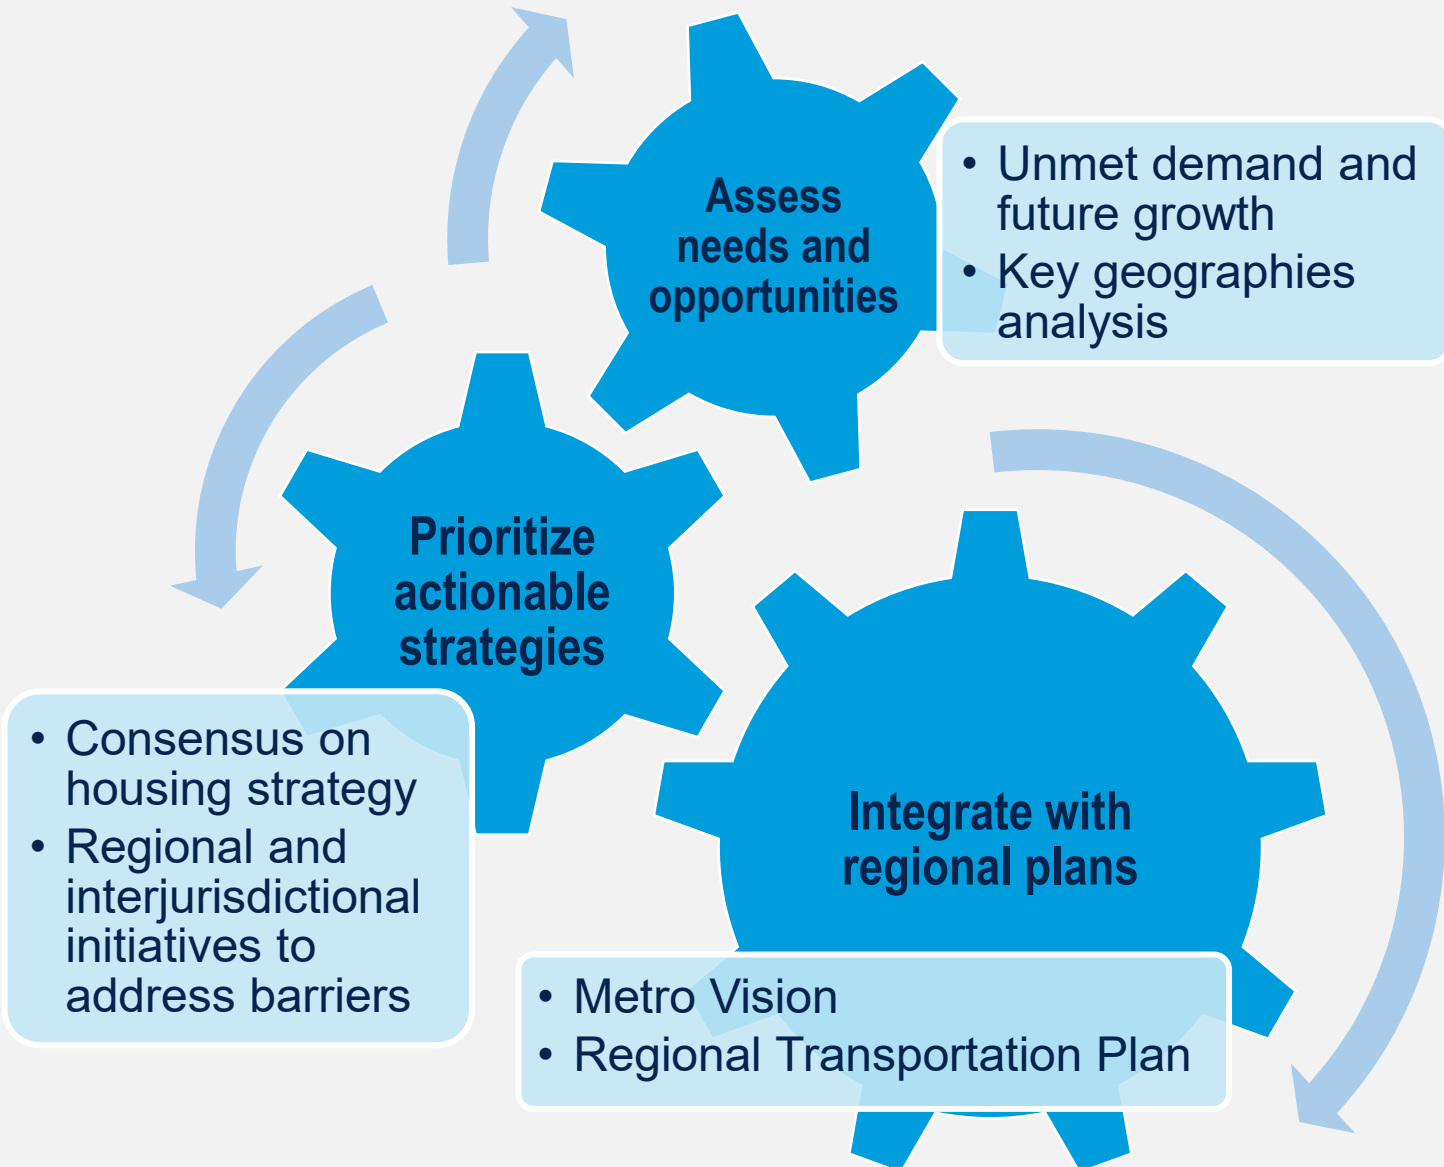 Assess
needs and
opportunities
• Unmet demand and
future growth
• Key geographies
analysis
Prioritize
actionable
strategies
• Consensus on
housing strategy
• Regional and
interjurisdictional
initiatives to
address barriers
Integrate with
regional plans
• Metro Vision
• Regional Transportation Plan